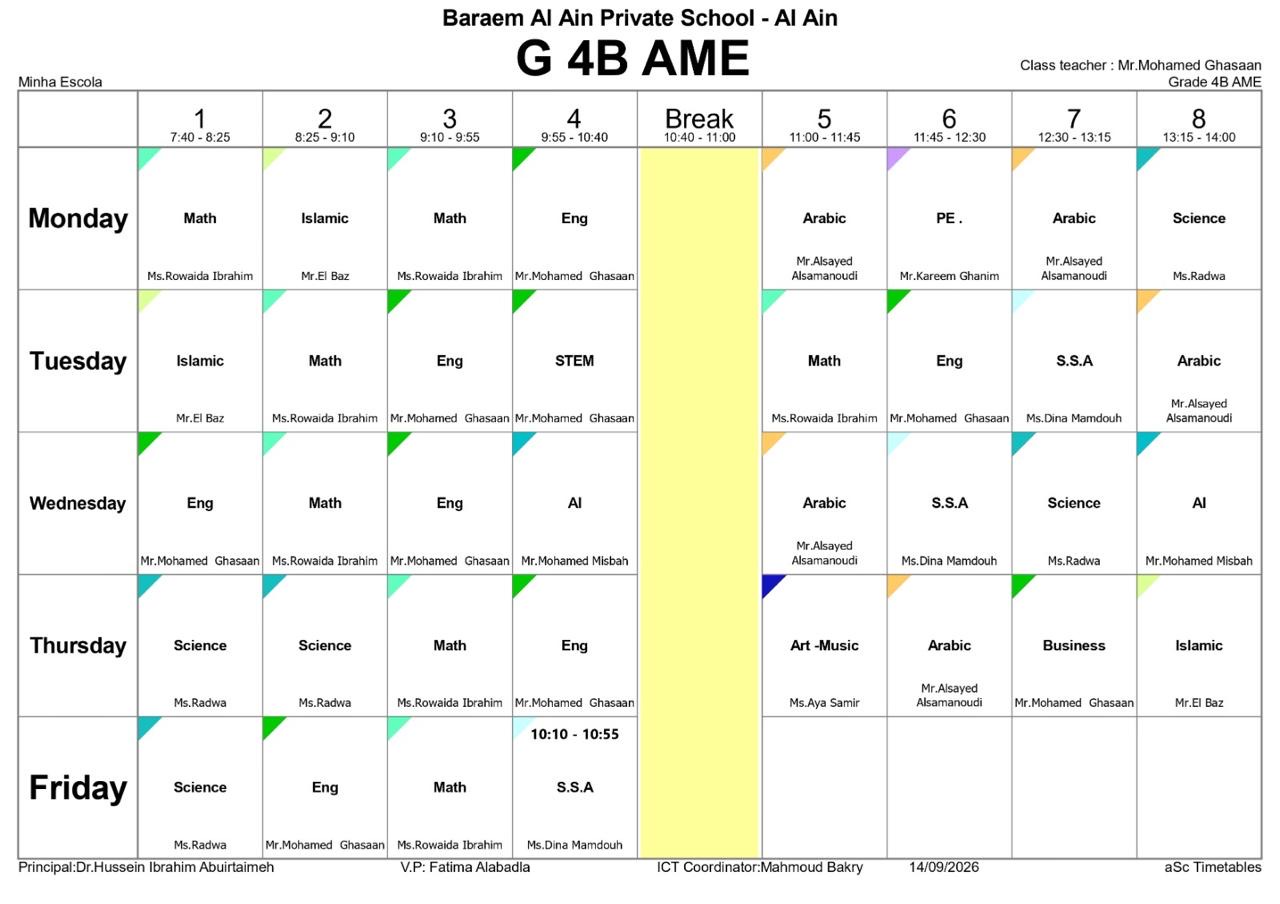 Baraem Al Ain Private School - Al Ain
G 4B AME
Class teacher : Mr.Mohamed Ghasaan
Minha Escola
Grade 4B AME
1 2 3 4 Break 5 6 7 8
7:40 - 8:25 8:25 - 9:10 9:10 - 9:55 9:55 - 10:40 10:40 - 11:00 11:00 - 11:45 11:45 - 12:30 12:30 - 13:15 13:15 - 14:00
Monday Math Islamic Math Eng Arabic PE . Arabic Science
Ms.Rowaida Ibrahim Mr.El Baz Ms.Rowaida Ibrahim Mr.Mohamed Ghasaan Mr.Alsayed Alsamanoudi Mr.Kareem Ghanim Mr.Alsayed Alsamanoudi Ms.Radwa
Tuesday Islamic Math Eng STEM Math Eng S.S.A Arabic
Mr.El Baz Ms.Rowaida Ibrahim Mr.Mohamed Ghasaan Mr.Mohamed Ghasaan Ms.Rowaida Ibrahim Mr.Mohamed Ghasaan Ms.Dina Mamdouh Mr.Alsayed Alsamanoudi
Wednesday Eng Math Eng AI Arabic S.S.A Science AI
Mr.Mohamed Ghasaan Ms.Rowaida Ibrahim Mr.Mohamed Ghasaan Mr.Mohamed Misbah Mr.Alsayed Alsamanoudi Ms.Dina Mamdouh Ms.Radwa Mr.Mohamed Misbah
Thursday Science Science Math Eng Art -Music Arabic Business Islamic
Ms.Radwa Ms.Radwa Ms.Rowaida Ibrahim Mr.Mohamed Ghasaan Ms.Aya Samir Mr.Alsayed Alsamanoudi Mr.Mohamed Ghasaan Mr.El Baz
10:10 - 10:55
Friday Science Eng Math S.S.A
Ms.Radwa Mr.Mohamed Ghasaan Ms.Rowaida Ibrahim Ms.Dina Mamdouh
Principal:Dr.Hussein Ibrahim Abuirtaimeh V.P: Fatima Alabadla ICT Coordinator:Mahmoud Bakry 14/09/2026 aSc Timetables